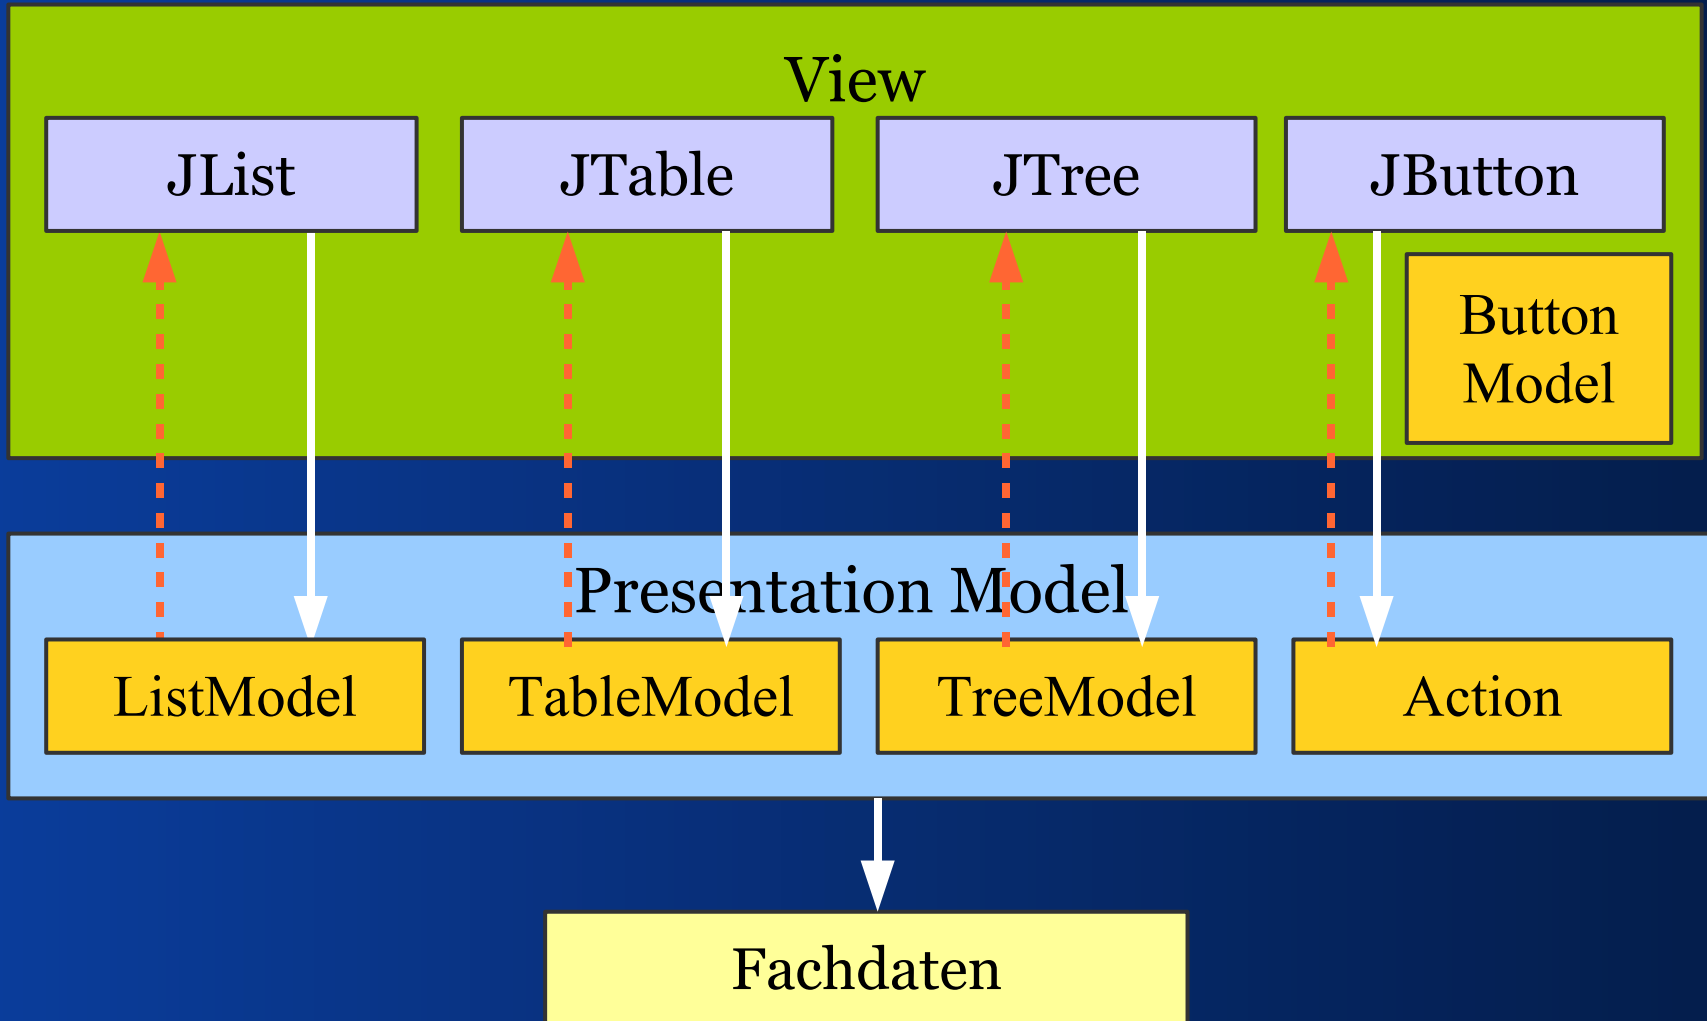 View
JList
JTable
JTree
JButton
Button
Model
Presentation Model
ListModel
TableModel
TreeModel
Action
Fachdaten